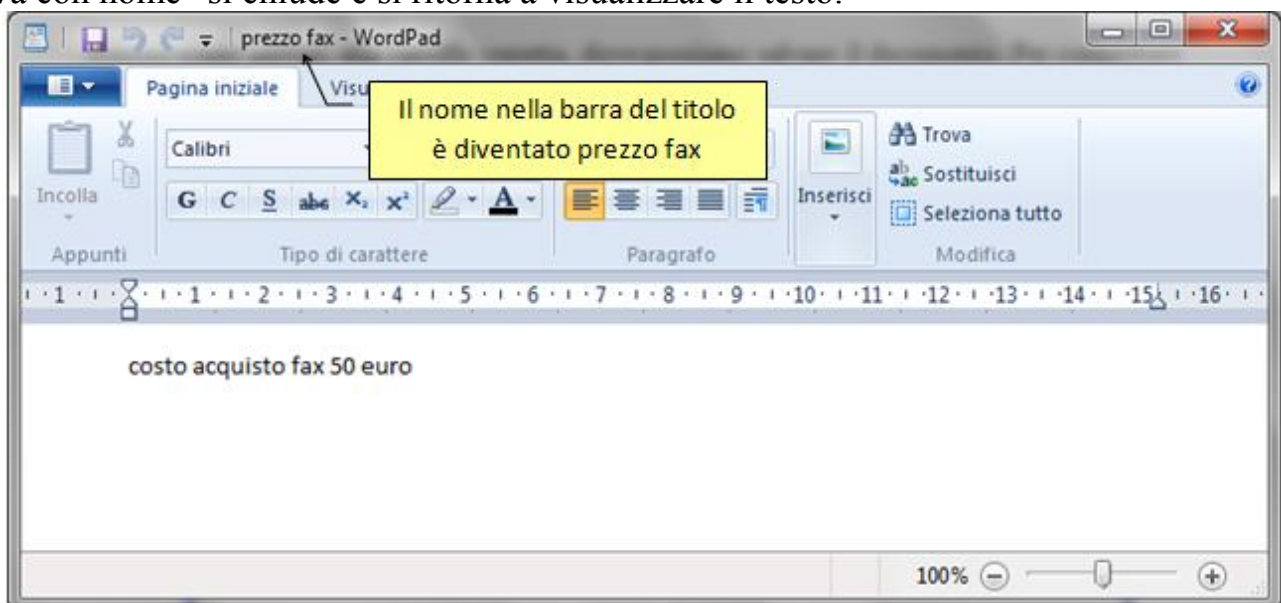 va con nome" si chiude e si ritorna a visualizzare il testo:
prezzo fax - WordPad
Pagina iniziale
Il nome nella barra del titolo
è diventato prezzo fax
Calibri
Trova
Sostituisci
Incolla
G C S abc X₂ x² A
Inserisci
Seleziona tutto
Appunti
Tipo di carattere
Paragrafo
Modifica
1 1 2 3 4 5 6 7 8 9 10 11 12 13 14 15 16
costo acquisto fax 50 euro
100%